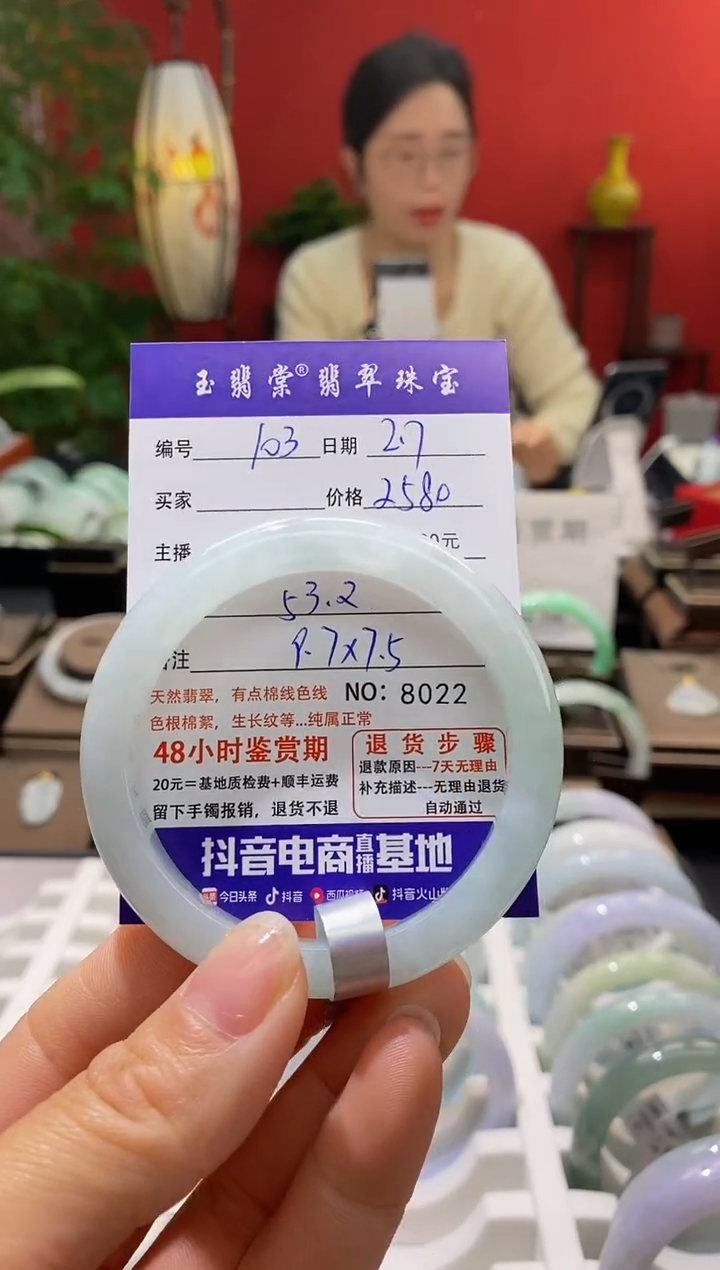 玉翡棠®翡翠珠宝
编号 103 日期 2.7
买家 价格 2580
主播 0元
53.2
注 9.7x7.5
天然翡翠，有点棉线色线 NO: 8022
色根棉絮，生长纹等...纯属正常
48小时鉴赏期
20元=基地质检费+顺丰运费
留下手镯报销，退货不退
退货步骤
退款原因---7天无理由
补充描述---无理由退货
自动通过
抖音电商直播基地
今日头条 抖音 西瓜视频 抖音火山